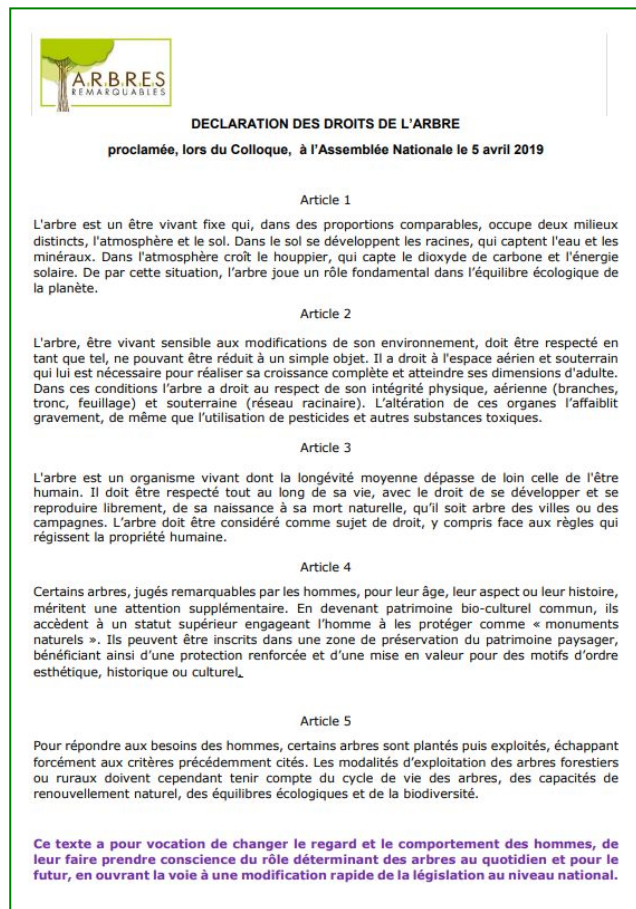 A.R.B.R.E.S
REMARQUABLES
DECLARATION DES DROITS DE L'ARBRE
proclamée, lors du Colloque, à l'Assemblée Nationale le 5 avril 2019
Article 1
L'arbre est un être vivant fixe qui, dans des proportions comparables, occupe deux milieux
distincts, l'atmosphère et le sol. Dans le sol se développent les racines, qui captent l'eau et les
minéraux. Dans l'atmosphère croît le houppier, qui capte le dioxyde de carbone et l'énergie
solaire. De par cette situation, l'arbre joue un rôle fondamental dans l'équilibre écologique de
la planète.
Article 2
L'arbre, être vivant sensible aux modifications de son environnement, doit être respecté en
tant que tel, ne pouvant être réduit à un simple objet. Il a droit à l'espace aérien et souterrain
qui lui est nécessaire pour réaliser sa croissance complète et atteindre ses dimensions d'adulte.
Dans ces conditions l'arbre a droit au respect de son intégrité physique, aérienne (branches,
tronc, feuillage) et souterraine (réseau racinaire). L'altération de ces organes l'affaiblit
gravement, de même que l'utilisation de pesticides et autres substances toxiques.
Article 3
L'arbre est un organisme vivant dont la longévité moyenne dépasse de loin celle de l'être
humain. Il doit être respecté tout au long de sa vie, avec le droit de se développer et se
reproduire librement, de sa naissance à sa mort naturelle, qu'il soit arbre des villes ou des
campagnes. L'arbre doit être considéré comme sujet de droit, y compris face aux règles qui
régissent la propriété humaine.
Article 4
Certains arbres, jugés remarquables par les hommes, pour leur âge, leur aspect ou leur histoire,
méritent une attention supplémentaire. En devenant patrimoine bio-culturel commun, ils
accèdent à un statut supérieur engageant l'homme à les protéger comme « monuments
naturels ». Ils peuvent être inscrits dans une zone de préservation du patrimoine paysager,
bénéficiant ainsi d'une protection renforcée et d'une mise en valeur pour des motifs d'ordre
esthétique, historique ou culturel.
Article 5
Pour répondre aux besoins des hommes, certains arbres sont plantés puis exploités, échappant
forcément aux critères précédemment cités. Les modalités d'exploitation des arbres forestiers
ou ruraux doivent cependant tenir compte du cycle de vie des arbres, des capacités de
renouvellement naturel, des équilibres écologiques et de la biodiversité.
Ce texte a pour vocation de changer le regard et le comportement des hommes, de
leur faire prendre conscience du rôle déterminant des arbres au quotidien et pour le
futur, en ouvrant la voie à une modification rapide de la législation au niveau national.